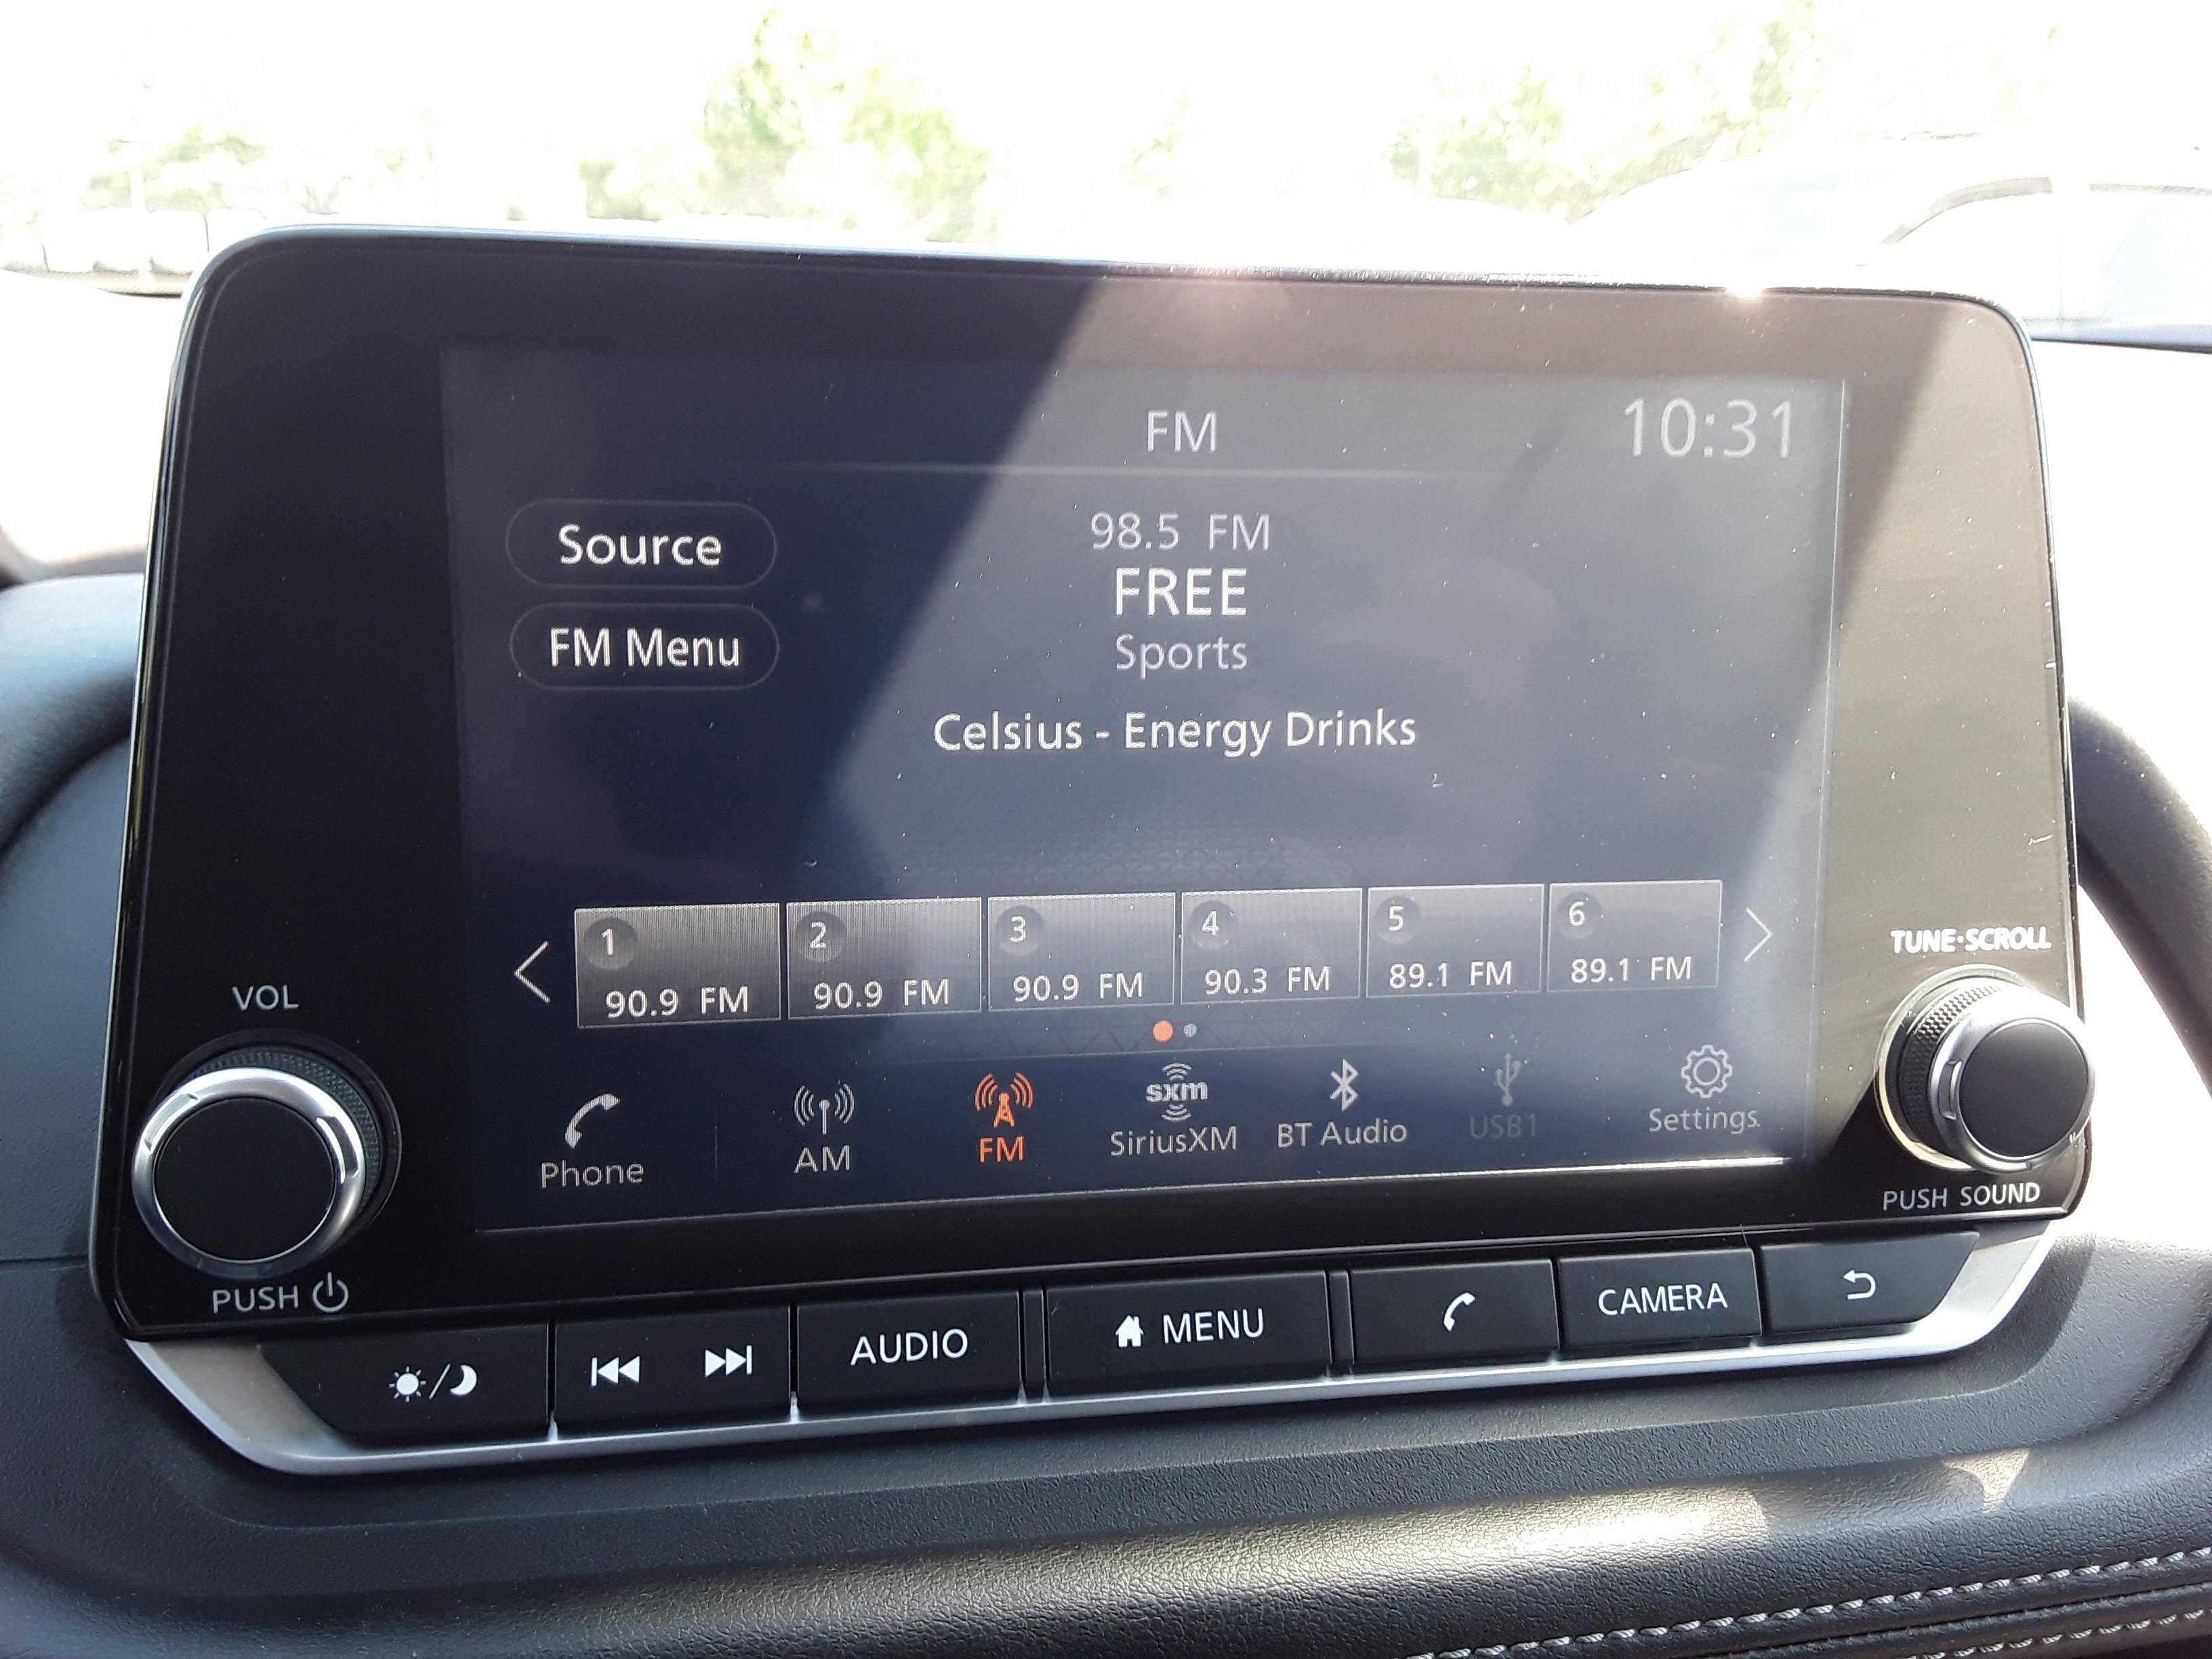 FM
10:31
Source
98.5 FM
FREE
FM Menu
Sports
Celsius - Energy Drinks
1
90.9 FM
2
90.9 FM
3
90.9 FM
4
90.3 FM
5
89.1 FM
6
89.1 FM
VOL
TUNE·SCROLL
Phone
AM
FM
sxm
SiriusXM
BT Audio
USB1
Settings
PUSH
PUSH SOUND
AUDIO
MENU
CAMERA